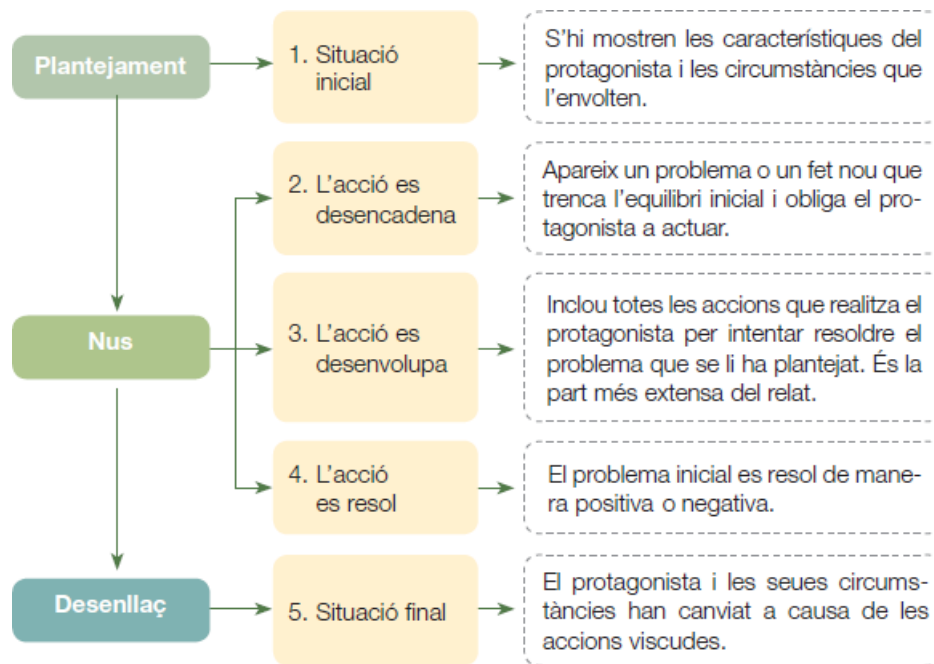 Plantejament
1. Situació
inicial
S’hi mostren les característiques del
protagonista i les circumstàncies que
l’envolten.
2. L’acció es
desencadena
Apareix un problema o un fet nou que
trenca l’equilibri inicial i obliga el pro-
tagonista a actuar.
Nus
3. L’acció es
desenvolupa
Inclou totes les accions que realitza el
protagonista per intentar resoldre el
problema que se li ha plantejat. És la
part més extensa del relat.
4. L’acció
es resol
El problema inicial es resol de mane-
ra positiva o negativa.
Desenllaç
5. Situació final
El protagonista i les seues circums-
tàncies han canviat a causa de les
accions viscudes.